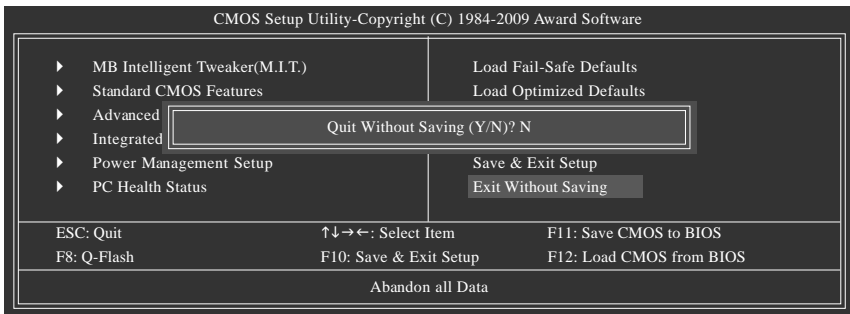 CMOS Setup Utility-Copyright (C) 1984-2009 Award Software
MB Intelligent Tweaker(M.I.T.)
Standard CMOS Features
Advanced
Integrated
Power Management Setup
PC Health Status
Load Fail-Safe Defaults
Load Optimized Defaults
Quit Without Saving (Y/N)? N
Save & Exit Setup
Exit Without Saving
ESC: Quit ↑↓→←: Select Item F11: Save CMOS to BIOS
F8: Q-Flash F10: Save & Exit Setup F12: Load CMOS from BIOS
Abandon all Data